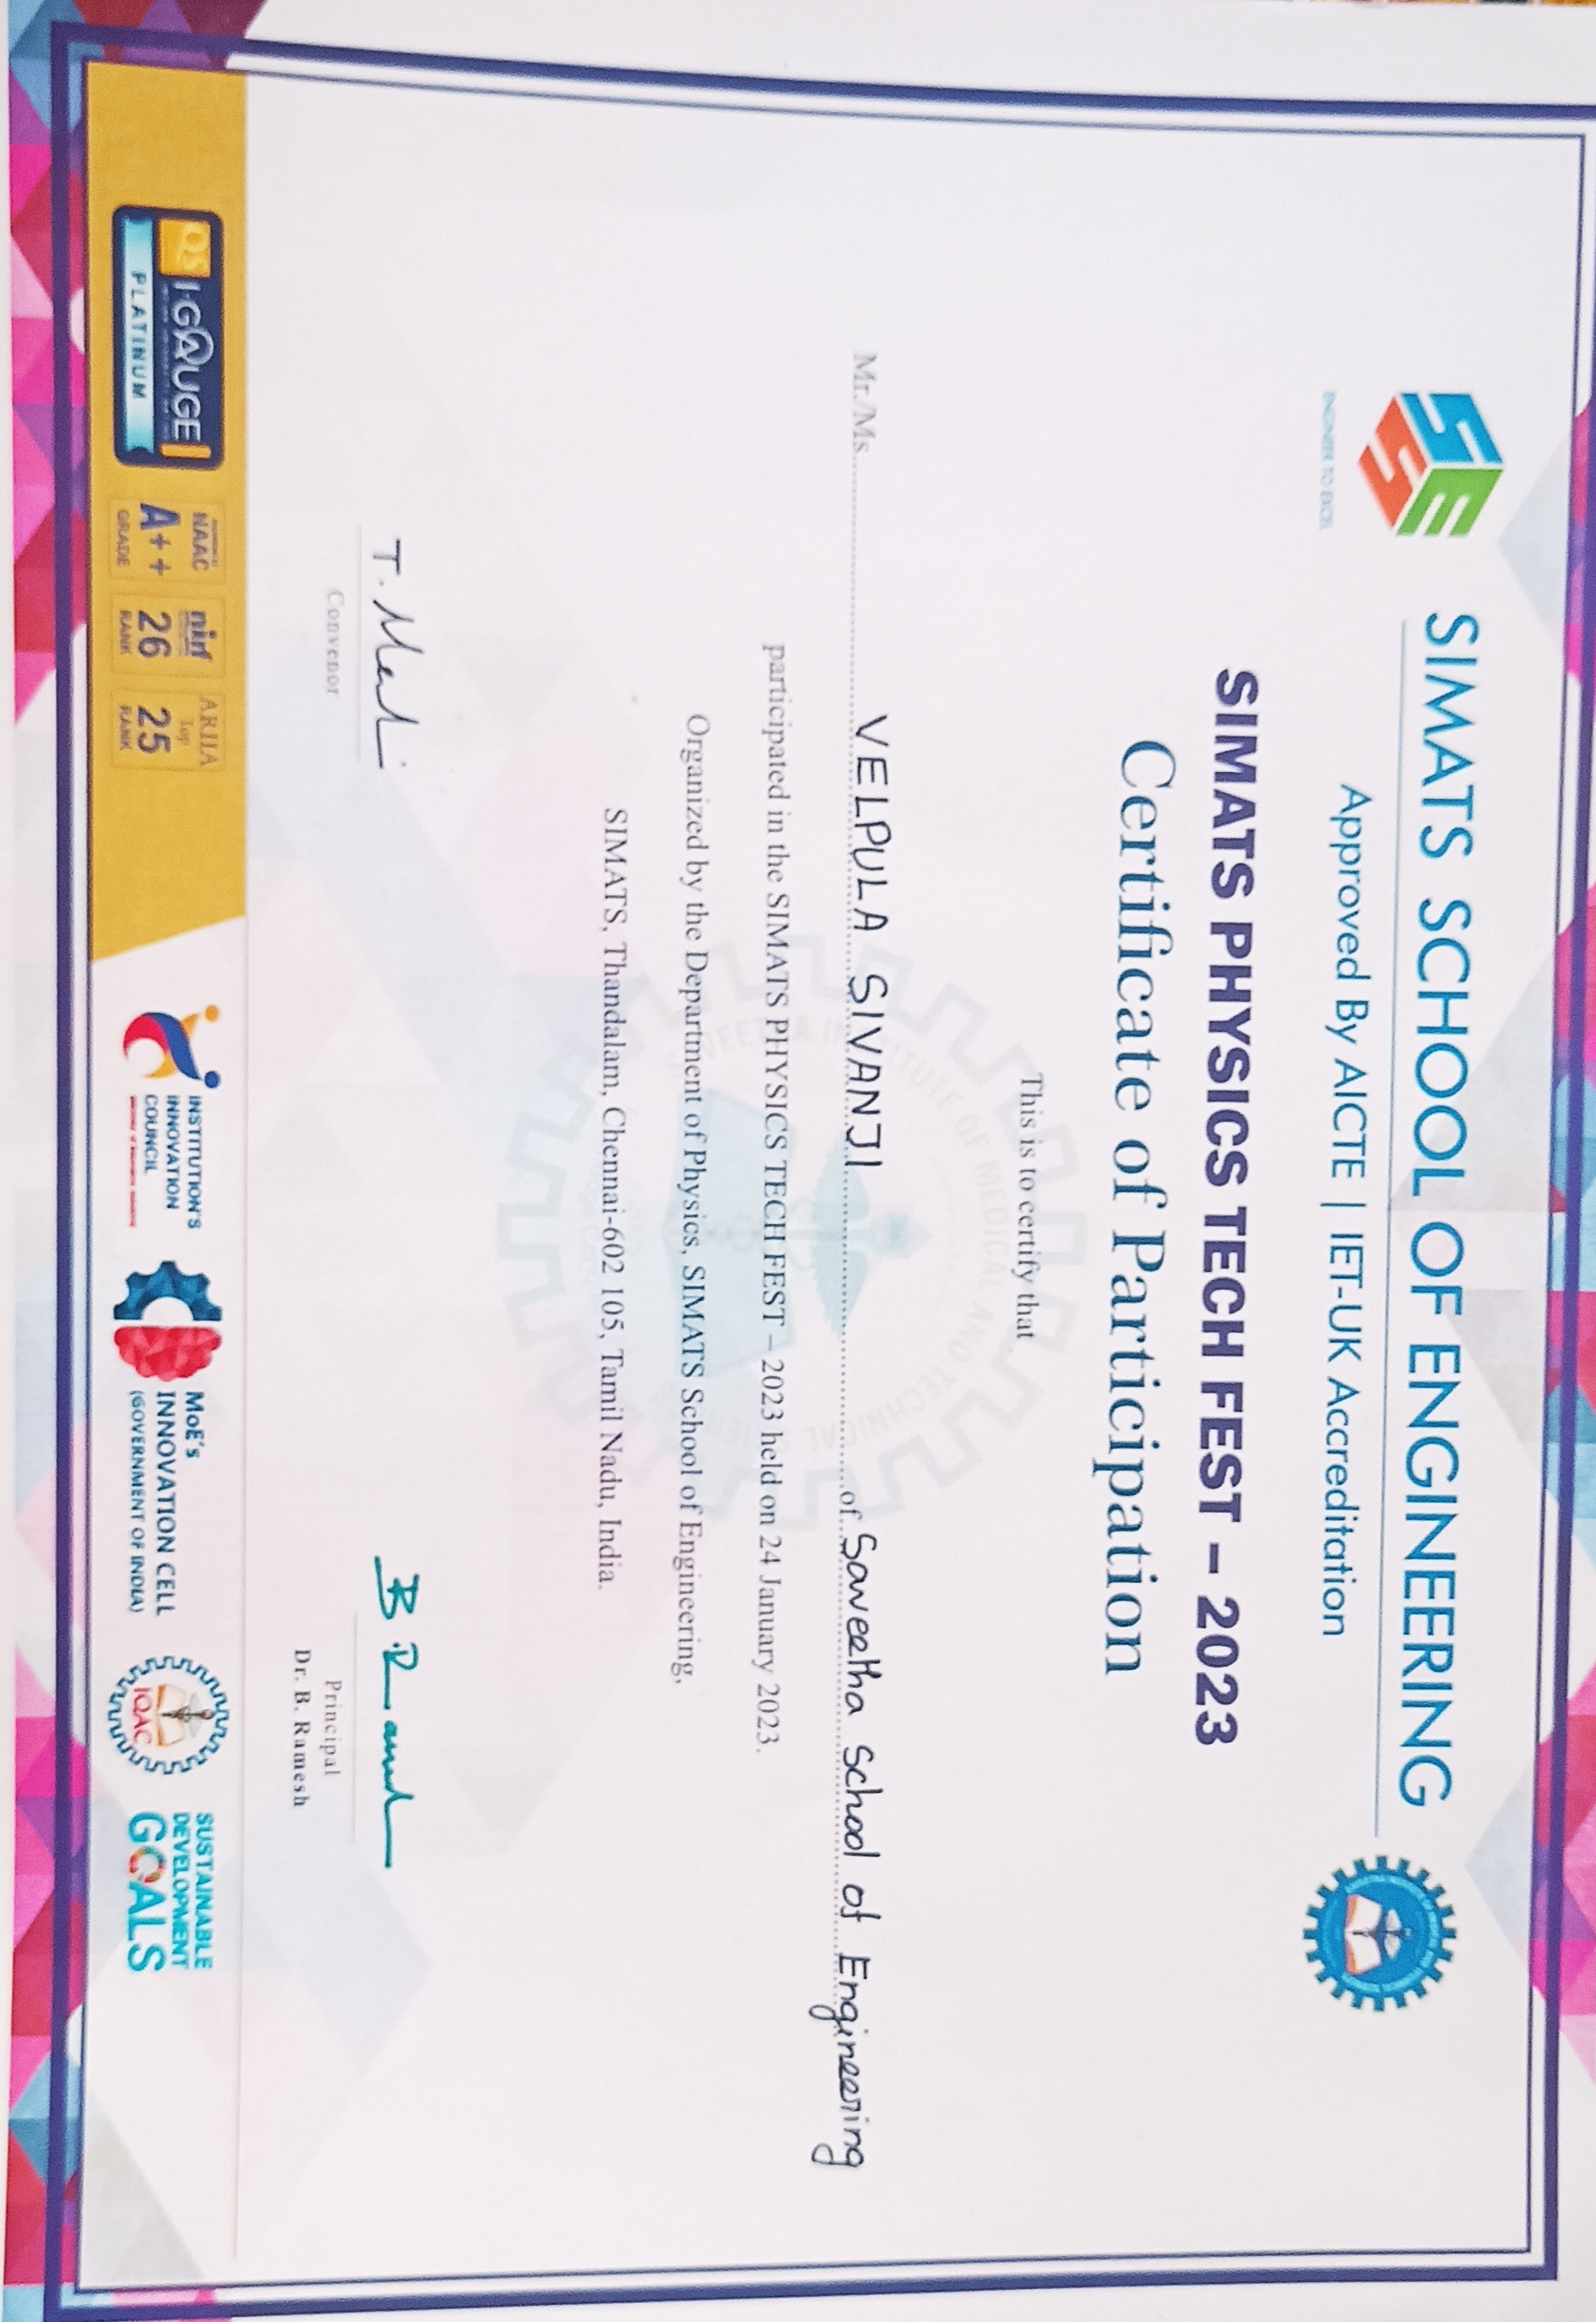 SIMATS SCHOOL OF ENGINEERING
Approved By AICTE | IET-UK Accreditation
SSE
ENGINEER TO EXCEL
SIMATS PHYSICS TECH FEST – 2023
Certificate of Participation
This is to certify that
Mr./Ms. VELPULA SIVANJI of Saveetha School of Engineering
participated in the SIMATS PHYSICS TECH FEST – 2023 held on 24 January 2023.
Organized by the Department of Physics, SIMATS School of Engineering,
SIMATS, Thandalam, Chennai-602 105, Tamil Nadu, India.
Convenor
Principal
Dr. B. Ramesh
QS I·GAUGE
PLATINUM
NAAC
A++
GRADE
nirf
26
RANK
ARIIA
Top
25
RANK
INSTITUTION'S
INNOVATION
COUNCIL
MoE's
INNOVATION CELL
(GOVERNMENT OF INDIA)
IQAC
SUSTAINABLE
DEVELOPMENT
GOALS